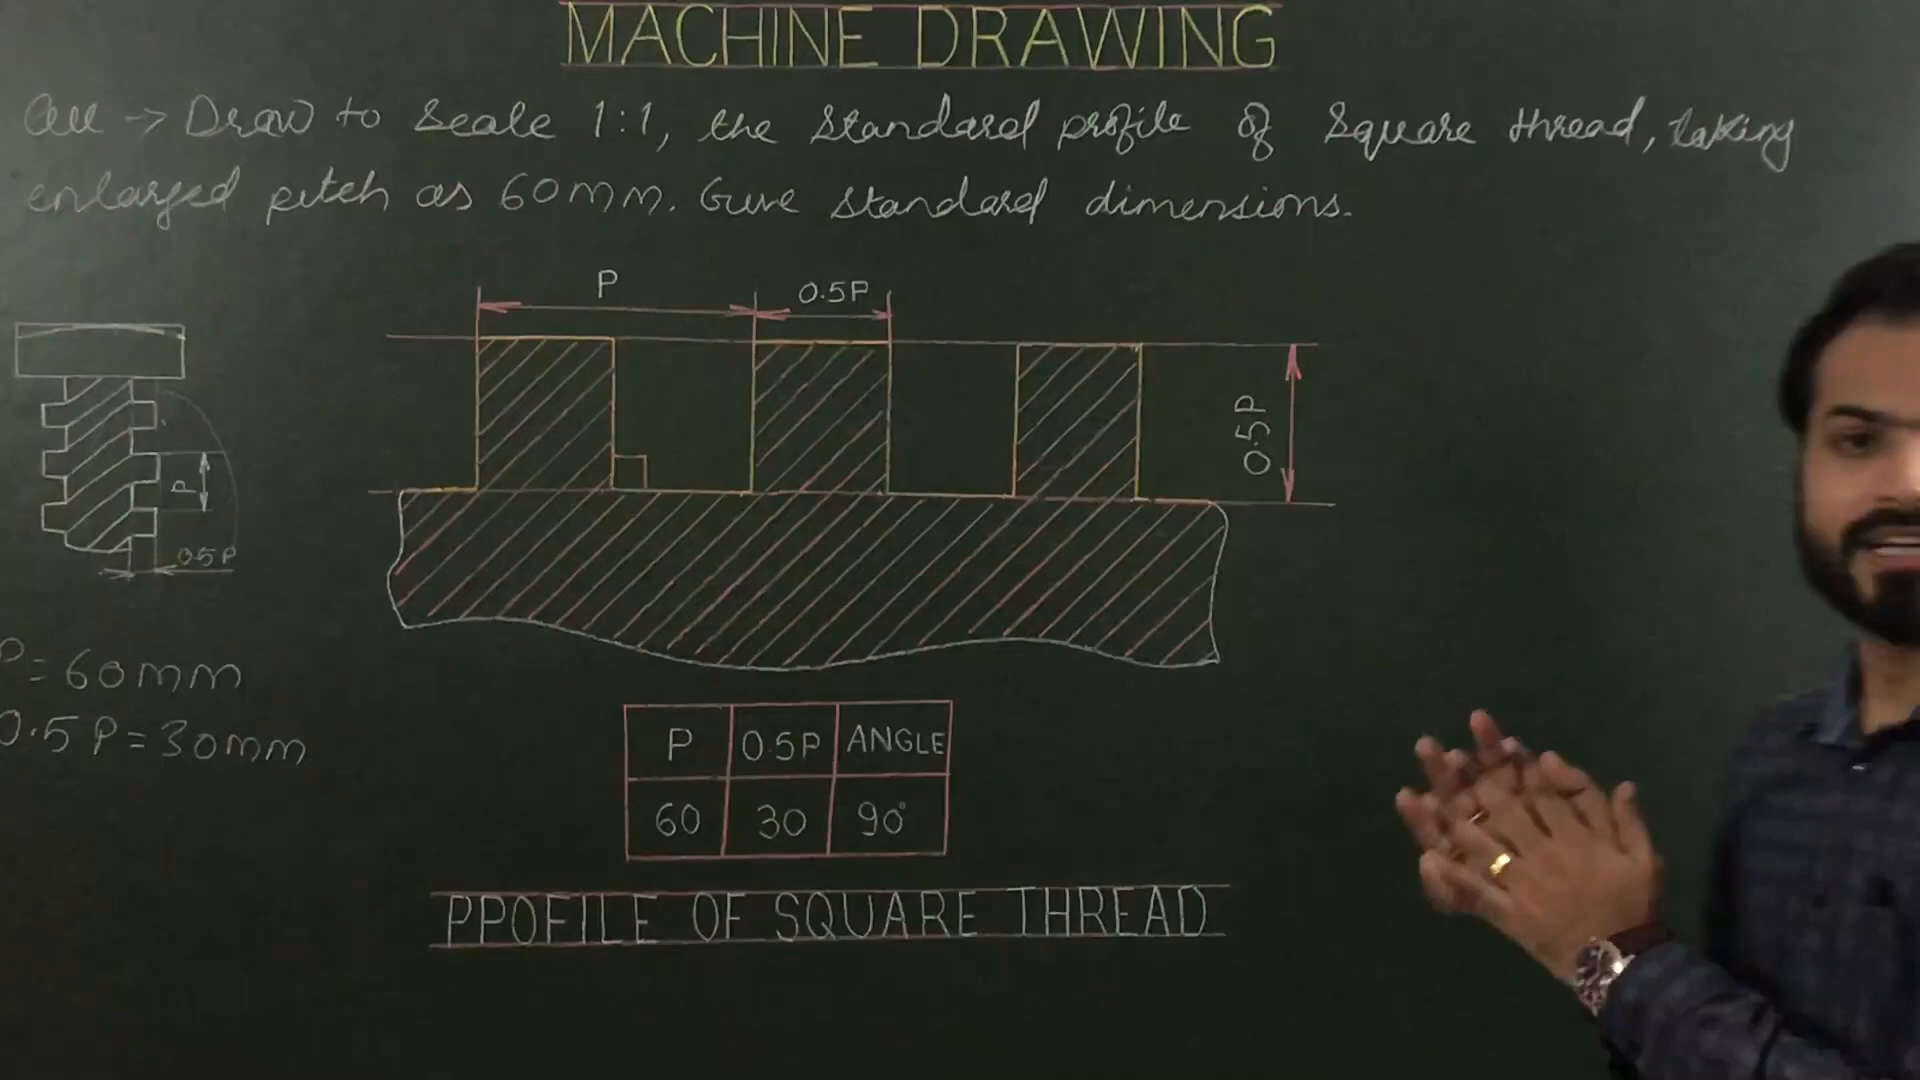 MACHINE DRAWING
Que → Draw to Scale 1:1, the standard profile of Square thread, taking
enlarged pitch as 60mm. Give standard dimensions.
P
0.5P
0.5P
P
0.5P
P = 60mm
0.5P = 30mm
P 0.5P ANGLE
60 30 90°
PPOFILE OF SQUARE THREAD